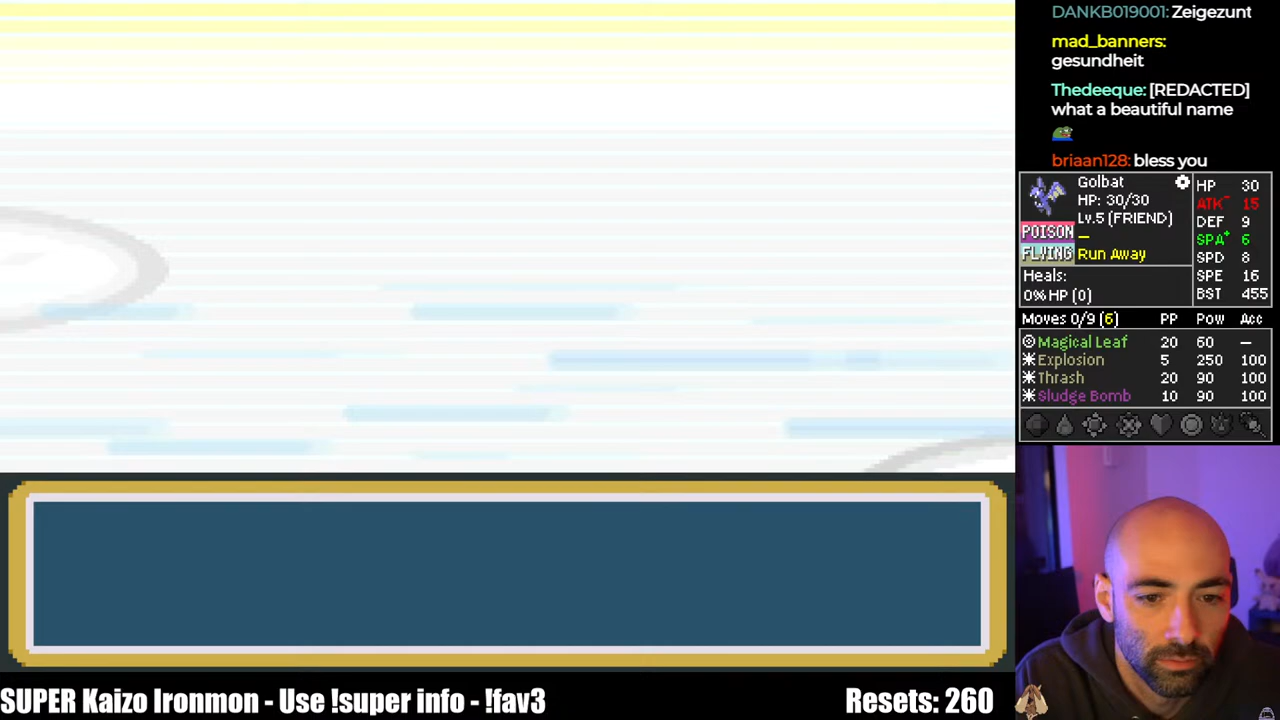 DANKB019001: Zeigezunt
mad_banners:
gesundheit
Thedeeque: [REDACTED]
what a beautiful name
briaan128: bless you
Golbat
HP: 30/30
Lv.5 (FRIEND)
—
Run Away
POISON
FLYING
HP 30
ATK- 15
DEF 9
SPA+ 6
SPD 8
SPE 16
BST 455
Heals:
0% HP (0)
Moves 0/9 (6) PP Pow Acc
Magical Leaf 20 60 —
Explosion 5 250 100
Thrash 20 90 100
Sludge Bomb 10 90 100
SUPER Kaizo Ironmon - Use !super info - !fav3
Resets: 260